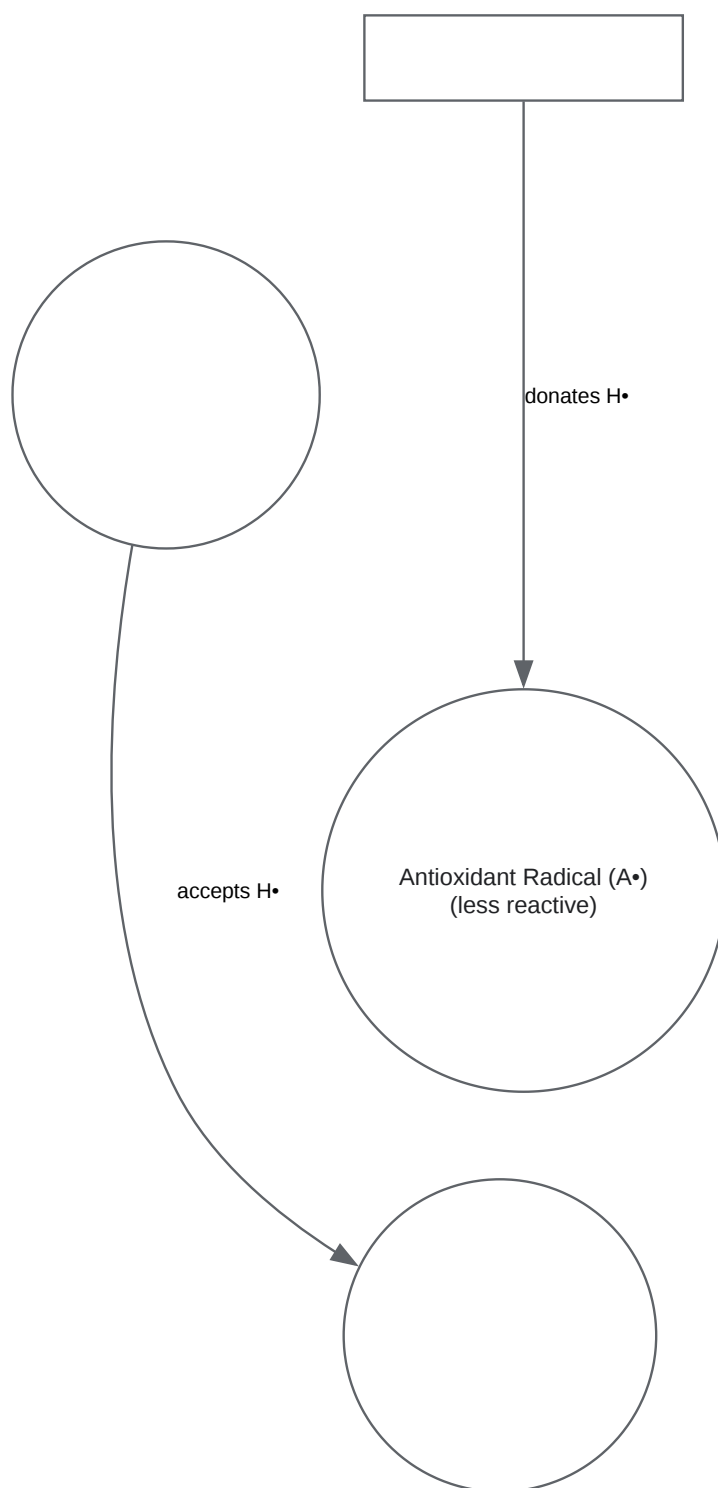 donates H•
accepts H•
Antioxidant Radical (A•)
(less reactive)